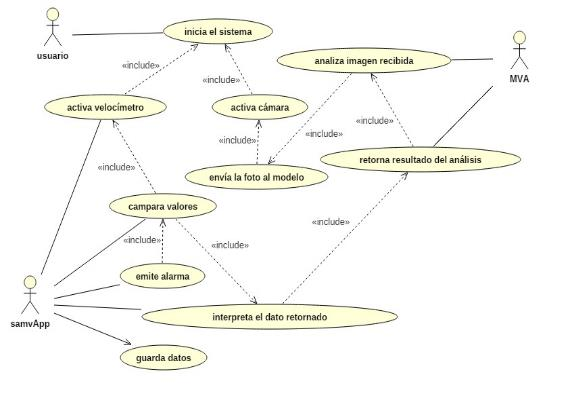 inicia el sistema
usuario
analiza imagen recibida
«include»
MVA
«include»
activa velocímetro
activa cámara
«include»
«include»
«include»
retorna resultado del análisis
«include»
envía la foto al modelo
campara valores
«include»
«include»
«include»
emite alarma
samvApp
interpreta el dato retornado
guarda datos